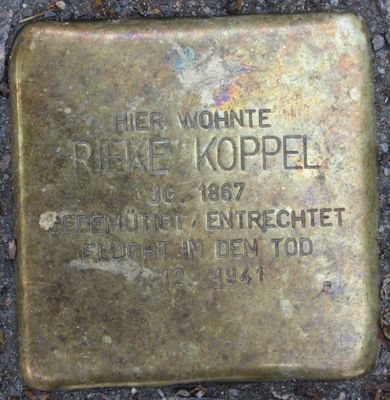 HIER WOHNTE
RIEKE KOPPEL
JG. 1867
GEDEMÜTIGT / ENTRECHTET
FLUCHT IN DEN TOD
.12. 1941